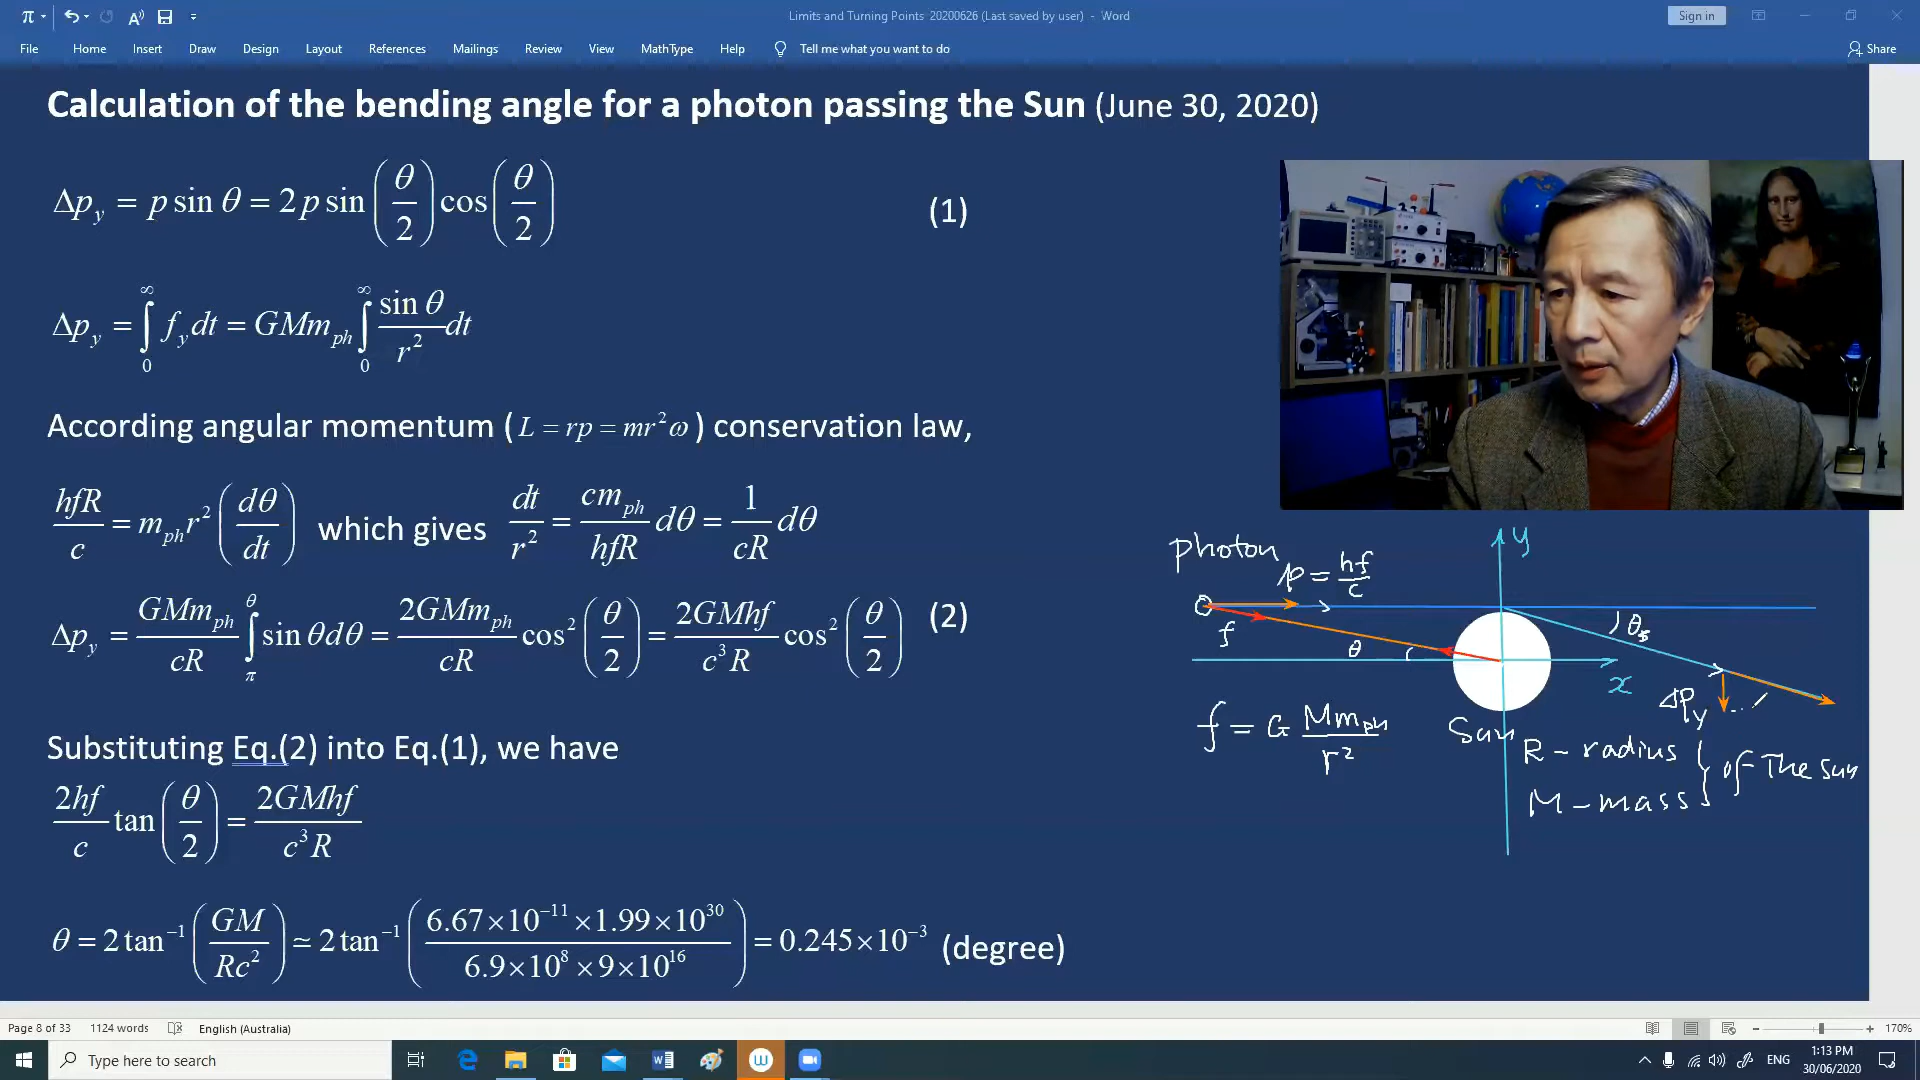 Limits and Turning Points 20200626 (Last saved by user) - Word
Sign in
File Home Insert Draw Design Layout References Mailings Review View MathType Help Tell me what you want to do Share
Calculation of the bending angle for a photon passing the Sun (June 30, 2020)
Δp_y = p sin θ = 2p sin(θ/2) cos(θ/2) (1)
Δp_y = ∫_0^∞ f_y dt = GMm_ph ∫_0^∞ (sin θ / r²) dt
According angular momentum ( L = rp = mr²ω ) conservation law,
hfR/c = m_ph r² (dθ/dt) which gives dt/r² = (cm_ph/hfR) dθ = (1/cR) dθ
Δp_y = (GMm_ph/cR) ∫_π^θ sin θ dθ = (2GMm_ph/cR) cos²(θ/2) = (2GMhf/c³R) cos²(θ/2) (2)
Substituting Eq.(2) into Eq.(1), we have
(2hf/c) tan(θ/2) = 2GMhf/c³R
θ = 2 tan⁻¹(GM/Rc²) ≃ 2 tan⁻¹((6.67×10⁻¹¹×1.99×10³⁰)/(6.9×10⁸×9×10¹⁶)) = 0.245×10⁻³ (degree)
photon
p = hf/c
y
f
θ
θ
x
ΔP_y
f = G Mm_ph/r²
Sun
R - radius
M - mass
} of The Sun
Page 8 of 33 1124 words English (Australia) 170%
Type here to search
ENG
1:13 PM
30/06/2020